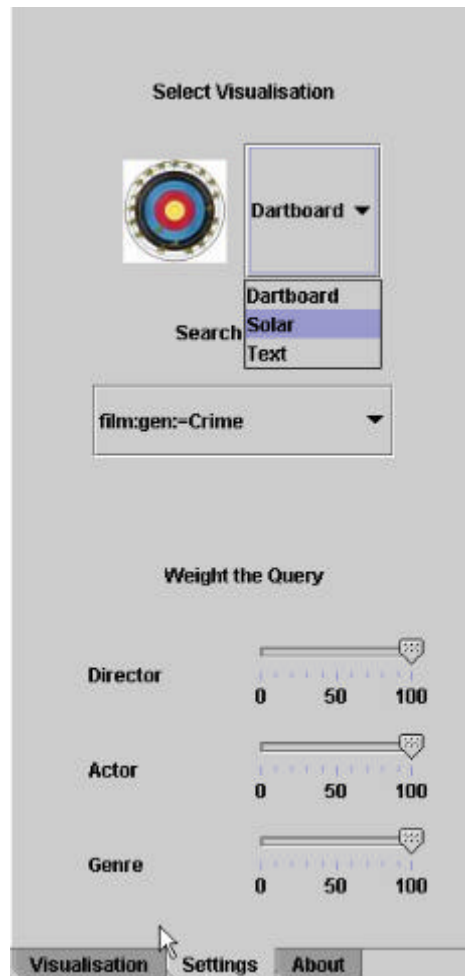 Select Visualisation
Dartboard
Dartboard
Search Solar
Text
film:gen:=Crime
Weight the Query
Director
0 50 100
Actor
0 50 100
Genre
0 50 100
Visualisation Settings About